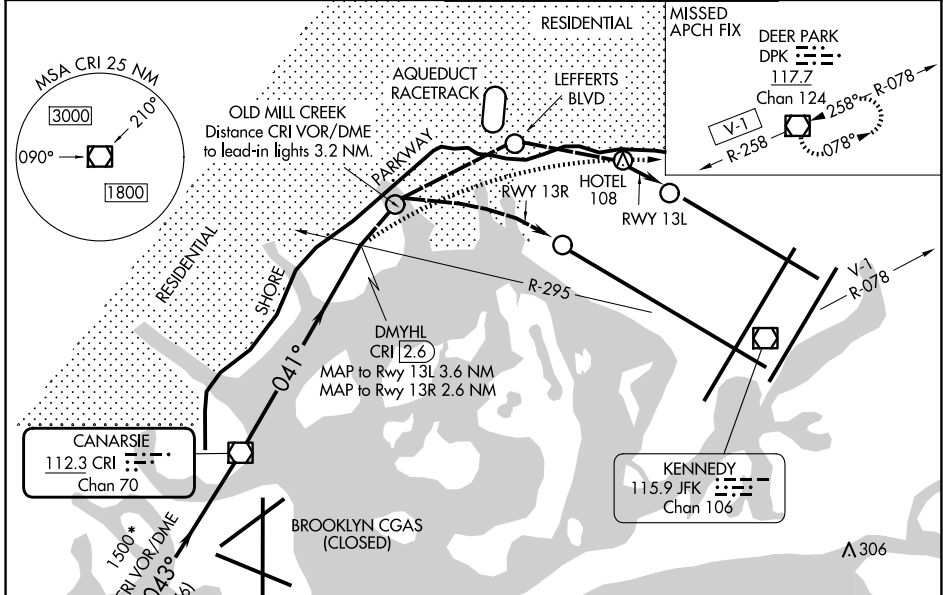 RESIDENTIAL
MISSED
APCH FIX
DEER PARK
DPK
117.7
Chan 124
V-1
258°
R-078
R-258
078°
MSA CRI 25 NM
3000
210°
090°
1800
AQUEDUCT
RACETRACK
LEFFERTS
BLVD
OLD MILL CREEK
Distance CRI VOR/DME
to lead-in lights 3.2 NM.
PARKWAY
RWY 13R
HOTEL
108
RWY 13L
RESIDENTIAL
SHORE
R-295
V-1
R-078
DMYHL
CRI 2.6
MAP to Rwy 13L 3.6 NM
MAP to Rwy 13R 2.6 NM
041°
CANARSIE
112.3 CRI
Chan 70
KENNEDY
115.9 JFK
Chan 106
BROOKLYN CGAS
(CLOSED)
1500*
CRI VOR/DME
043°
306